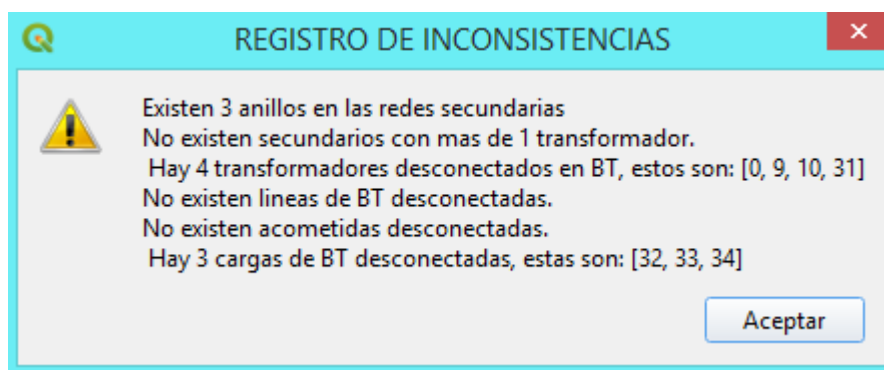 REGISTRO DE INCONSISTENCIAS
Existen 3 anillos en las redes secundarias
No existen secundarios con mas de 1 transformador.
Hay 4 transformadores desconectados en BT, estos son: [0, 9, 10, 31]
No existen lineas de BT desconectadas.
No existen acometidas desconectadas.
Hay 3 cargas de BT desconectadas, estas son: [32, 33, 34]
Aceptar